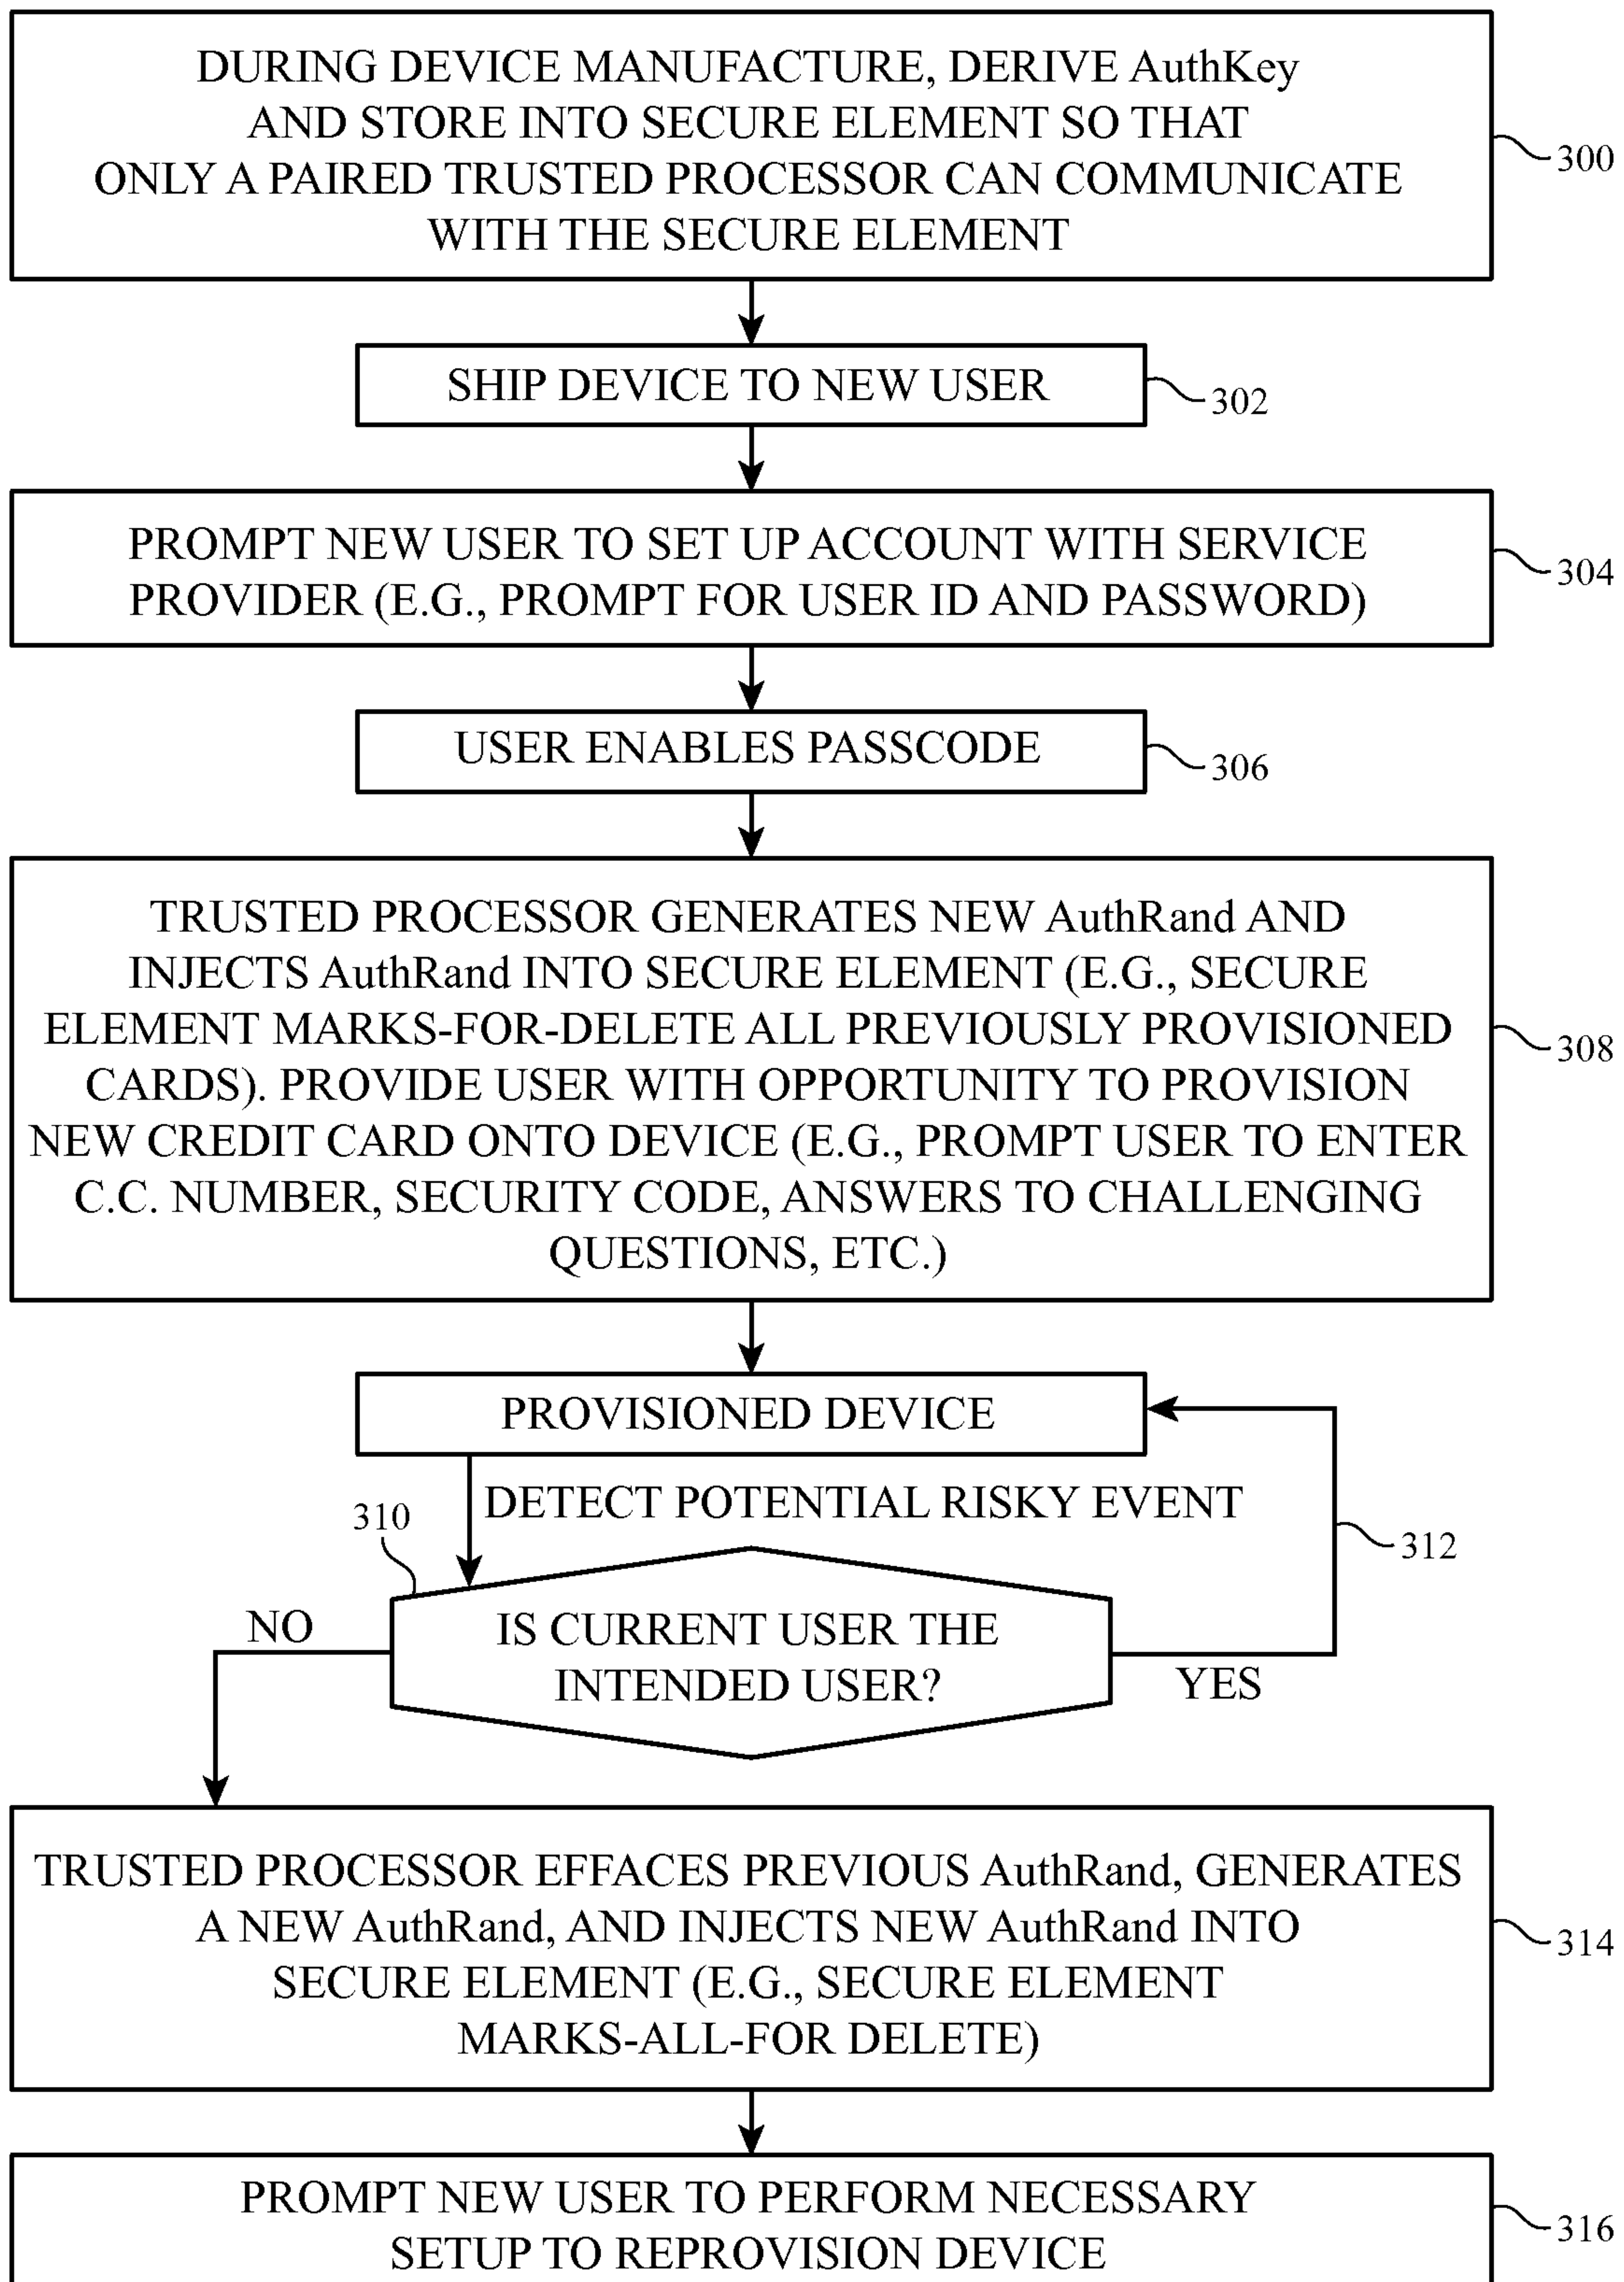 DURING DEVICE MANUFACTURE, DERIVE AuthKey
AND STORE INTO SECURE ELEMENT SO THAT
ONLY A PAIRED TRUSTED PROCESSOR CAN COMMUNICATE
WITH THE SECURE ELEMENT
300
SHIP DEVICE TO NEW USER
302
PROMPT NEW USER TO SET UP ACCOUNT WITH SERVICE
PROVIDER (E.G., PROMPT FOR USER ID AND PASSWORD)
304
USER ENABLES PASSCODE
306
TRUSTED PROCESSOR GENERATES NEW AuthRand AND
INJECTS AuthRand INTO SECURE ELEMENT (E.G., SECURE
ELEMENT MARKS-FOR-DELETE ALL PREVIOUSLY PROVISIONED
CARDS). PROVIDE USER WITH OPPORTUNITY TO PROVISION
NEW CREDIT CARD ONTO DEVICE (E.G., PROMPT USER TO ENTER
C.C. NUMBER, SECURITY CODE, ANSWERS TO CHALLENGING
QUESTIONS, ETC.)
308
PROVISIONED DEVICE
DETECT POTENTIAL RISKY EVENT
310
312
IS CURRENT USER THE
INTENDED USER?
NO
YES
TRUSTED PROCESSOR EFFACES PREVIOUS AuthRand, GENERATES
A NEW AuthRand, AND INJECTS NEW AuthRand INTO
SECURE ELEMENT (E.G., SECURE ELEMENT
MARKS-ALL-FOR DELETE)
314
PROMPT NEW USER TO PERFORM NECESSARY
SETUP TO REPROVISION DEVICE
316